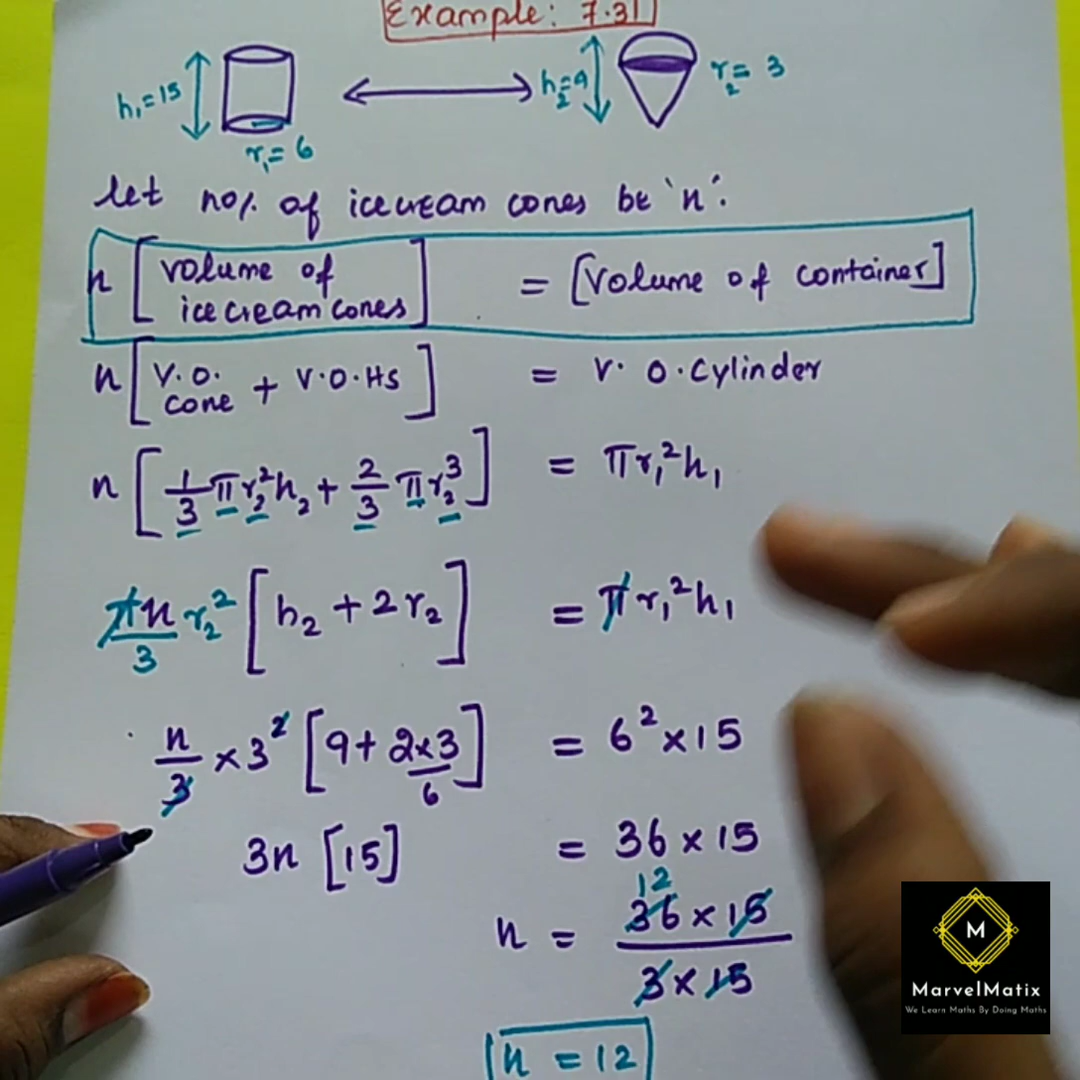 Example: 7.31
h₁=15
r₁= 6
h₂=9
r₂= 3
let no/. of icecream cones be 'n'.
n [volume of icecream cones] = [Volume of container]
n [V.O. cone + V.O.HS] = V. O.Cylinder
n [1/3 πr₂²h₂ + 2/3 πr₂³] = πr₁²h₁
πn/3 r₂² [h₂ + 2r₂] = πr₁²h₁
n/3 ×3² [9+ 2×3] = 6²×15
6
3n [15] = 36 × 15
12
n = 36 × 15 / 3 × 15
n = 12
M
MarvelMatix
We Learn Maths By Doing Maths